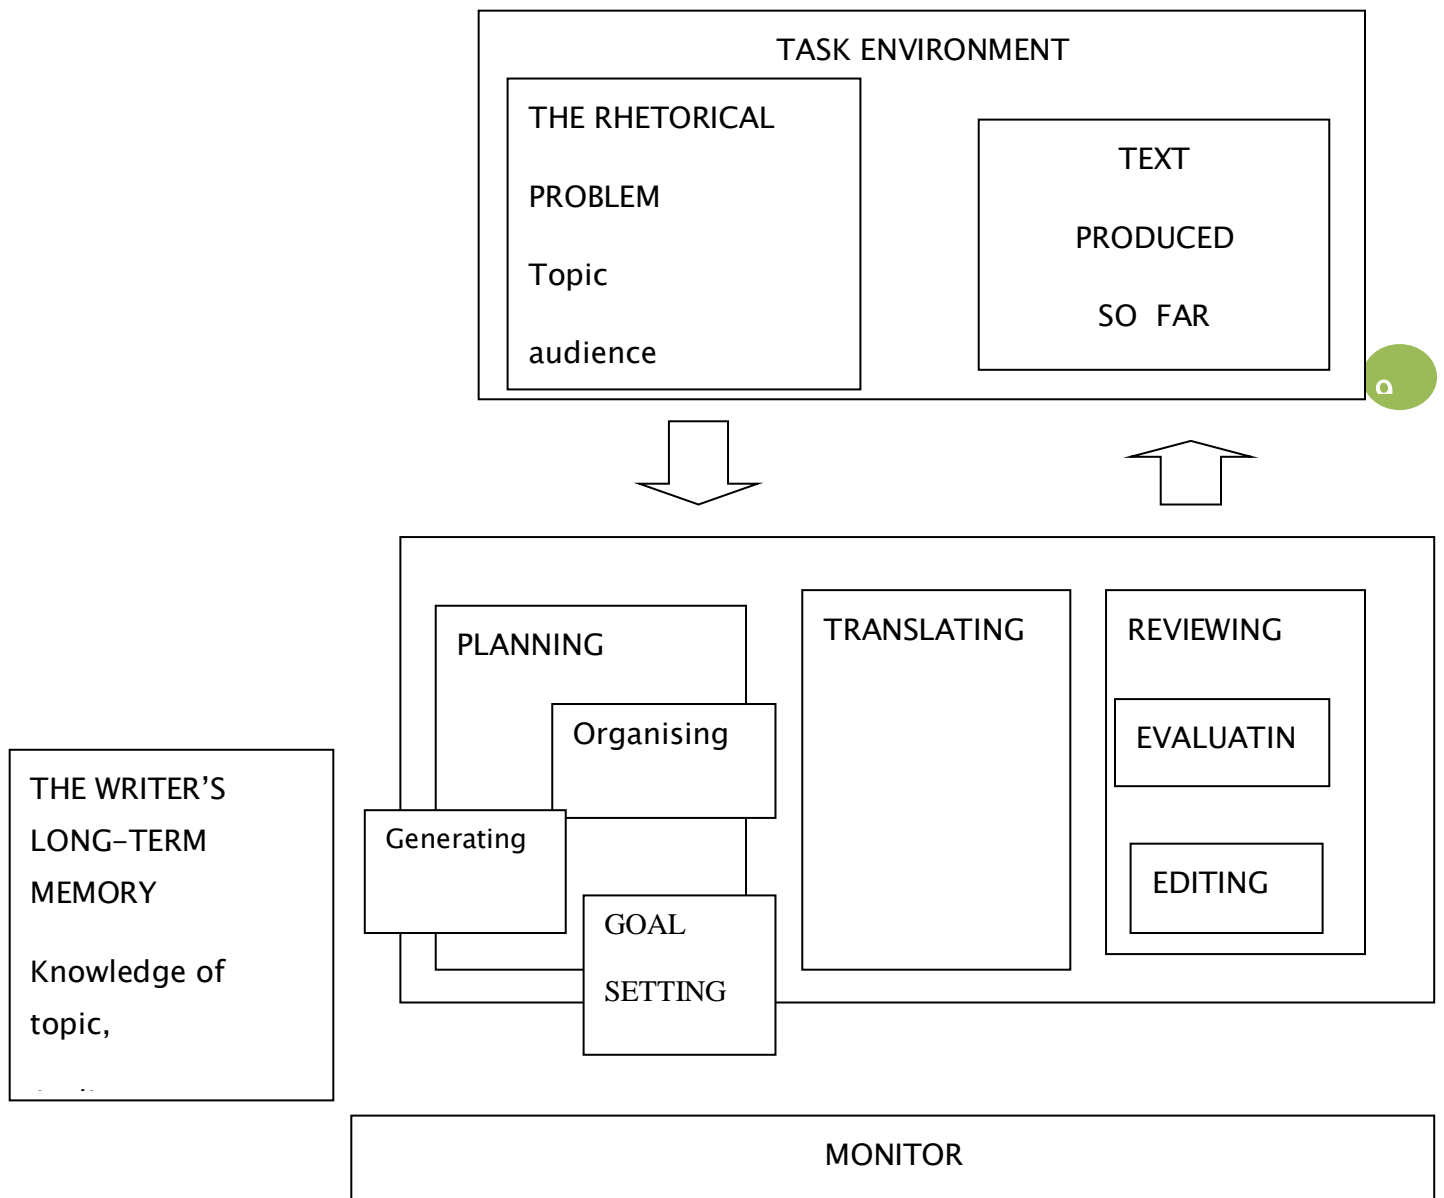 TASK ENVIRONMENT
THE RHETORICAL
PROBLEM
Topic
audience
TEXT
PRODUCED
SO FAR
PLANNING
Organising
Generating
GOAL
SETTING
TRANSLATING
REVIEWING
EVALUATIN
EDITING
THE WRITER’S
LONG-TERM
MEMORY
Knowledge of
topic,
MONITOR